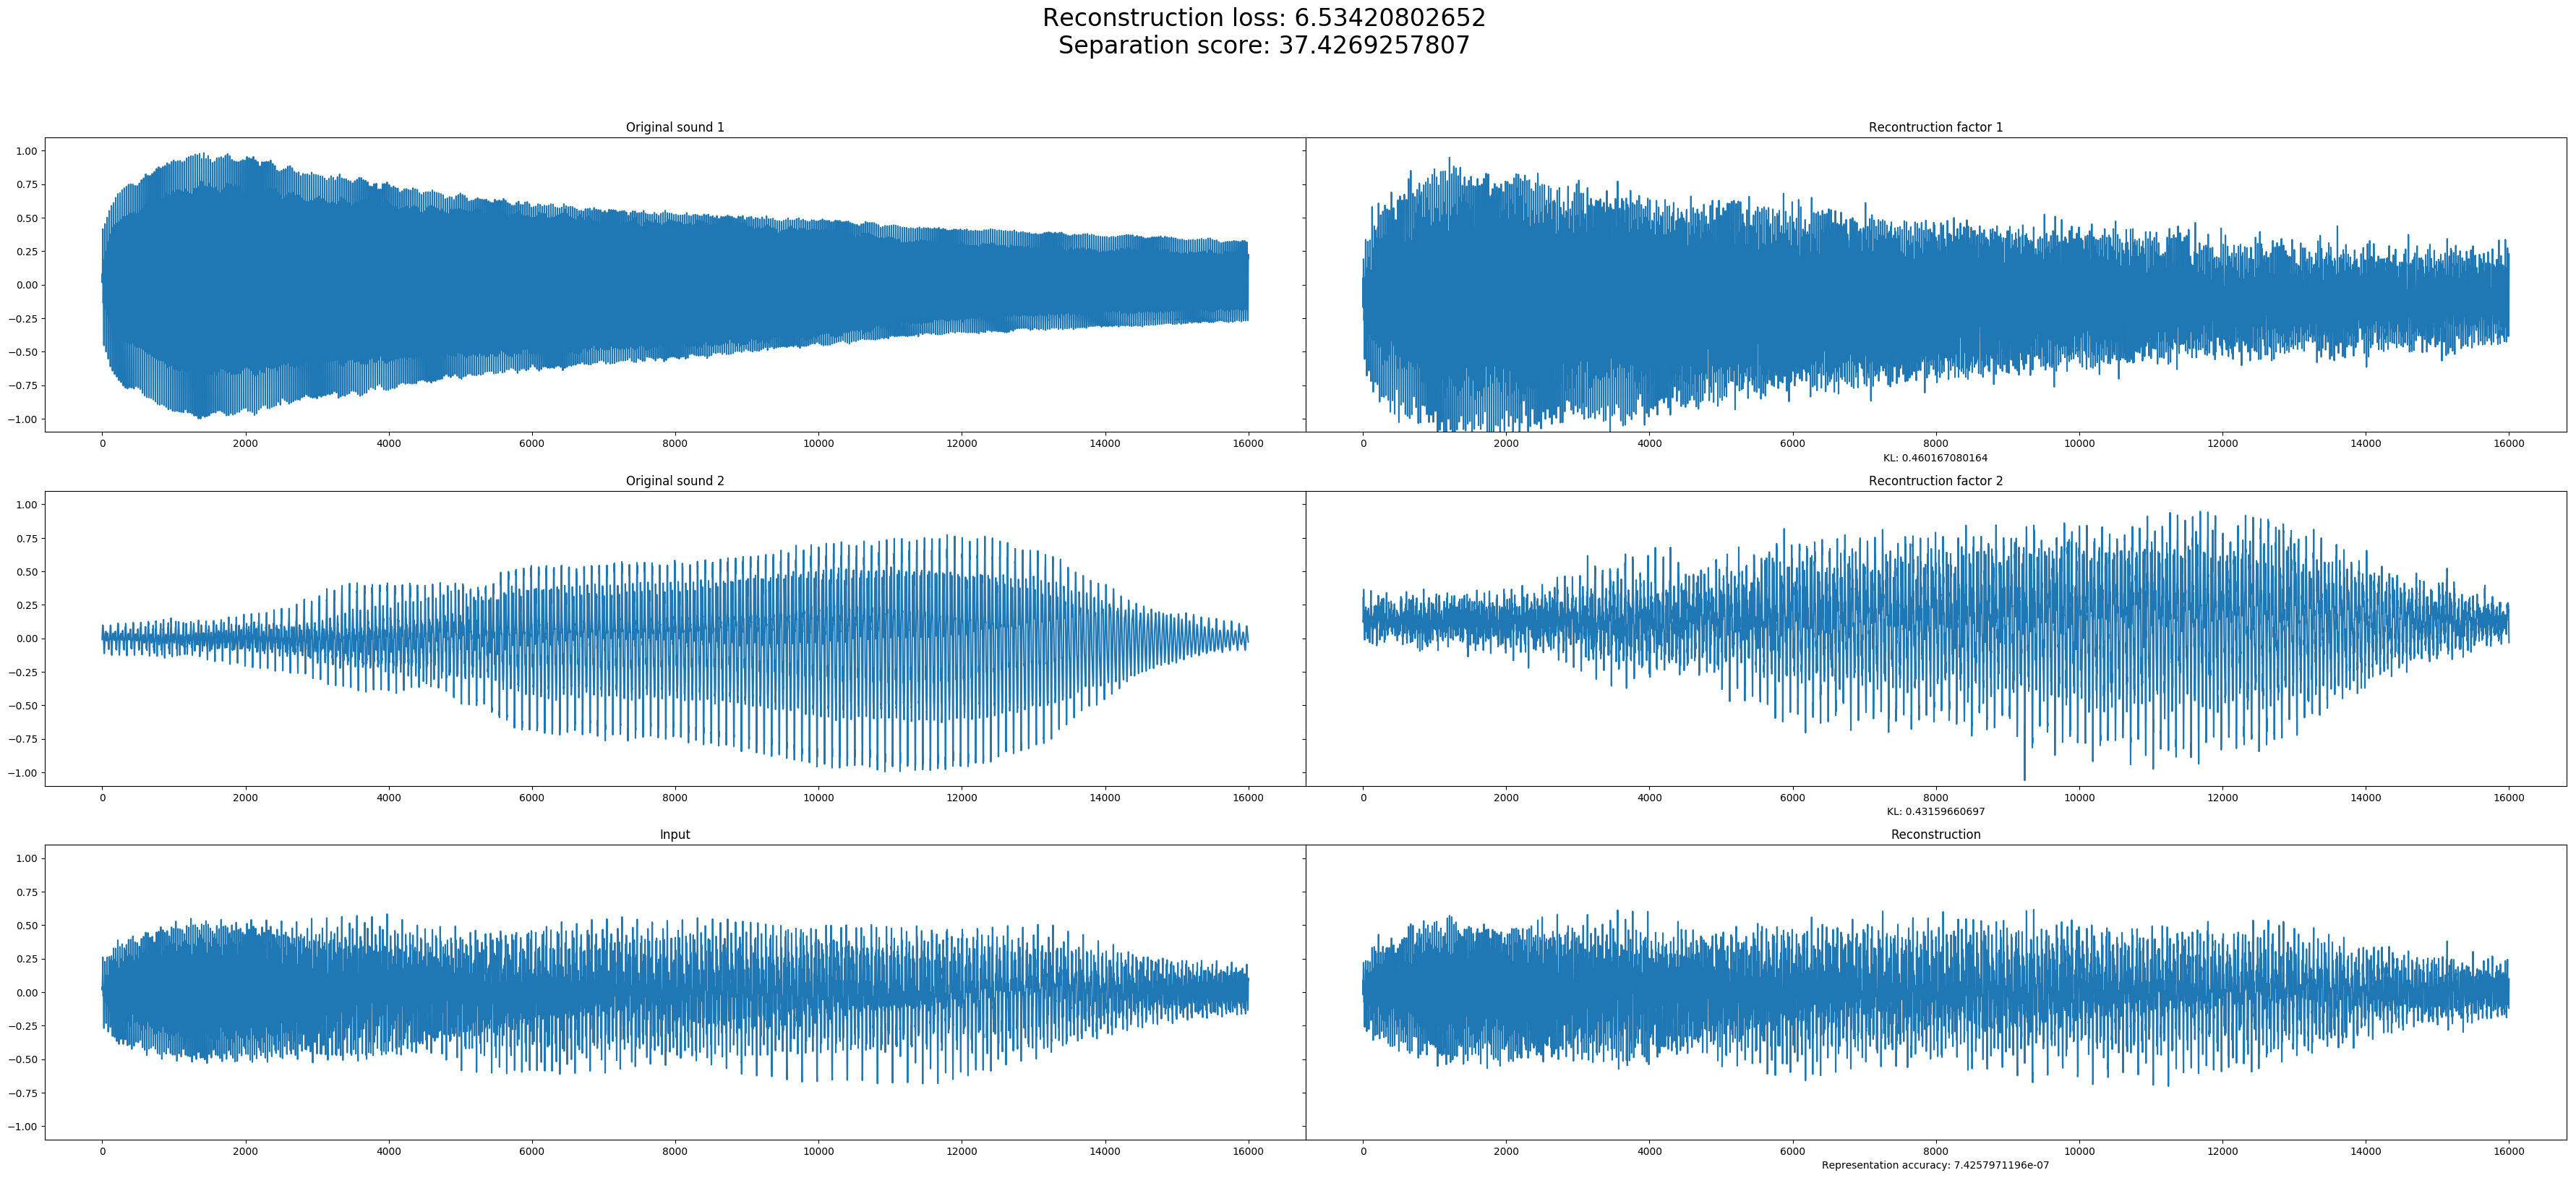 Reconstruction loss: 6.53420802652
Separation score: 37.4269257807
Original sound 1
Recontruction factor 1
1.00
0.75
0.50
0.25
0.00
−0.25
−0.50
−0.75
−1.00
0 2000 4000 6000 8000 10000 12000 14000 16000
0 2000 4000 6000 8000 10000 12000 14000 16000
KL: 0.460167080164
Original sound 2
Recontruction factor 2
1.00
0.75
0.50
0.25
0.00
−0.25
−0.50
−0.75
−1.00
0 2000 4000 6000 8000 10000 12000 14000 16000
0 2000 4000 6000 8000 10000 12000 14000 16000
KL: 0.43159660697
Input
Reconstruction
1.00
0.75
0.50
0.25
0.00
−0.25
−0.50
−0.75
−1.00
0 2000 4000 6000 8000 10000 12000 14000 16000
0 2000 4000 6000 8000 10000 12000 14000 16000
Representation accuracy: 7.4257971196e-07